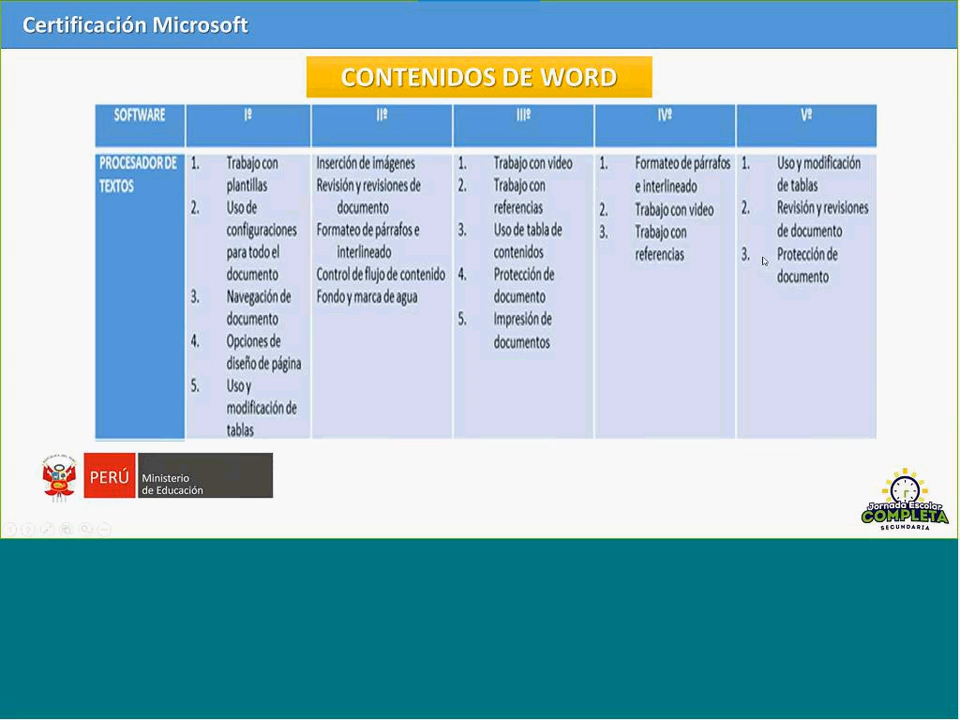 Certificación Microsoft
CONTENIDOS DE WORD
SOFTWARE Iº IIº IIIº IVº Vº
PROCESADOR DE
TEXTOS
1. Trabajo con
plantillas
2. Uso de
configuraciones
para todo el
documento
3. Navegación de
documento
4. Opciones de
diseño de página
5. Uso y
modificación de
tablas
Inserción de imágenes
Revisión y revisiones de
documento
Formateo de párrafos e
interlineado
Control de flujo de contenido
Fondo y marca de agua
1. Trabajo con video
2. Trabajo con
referencias
3. Uso de tabla de
contenidos
4. Protección de
documento
5. Impresión de
documentos
1. Formateo de párrafos
e interlineado
2. Trabajo con video
3. Trabajo con
referencias
1. Uso y modificación
de tablas
2. Revisión y revisiones
de documento
3. Protección de
documento
PERÚ
Ministerio
de Educación
Jornada Escolar
COMPLETA
SECUNDARIA